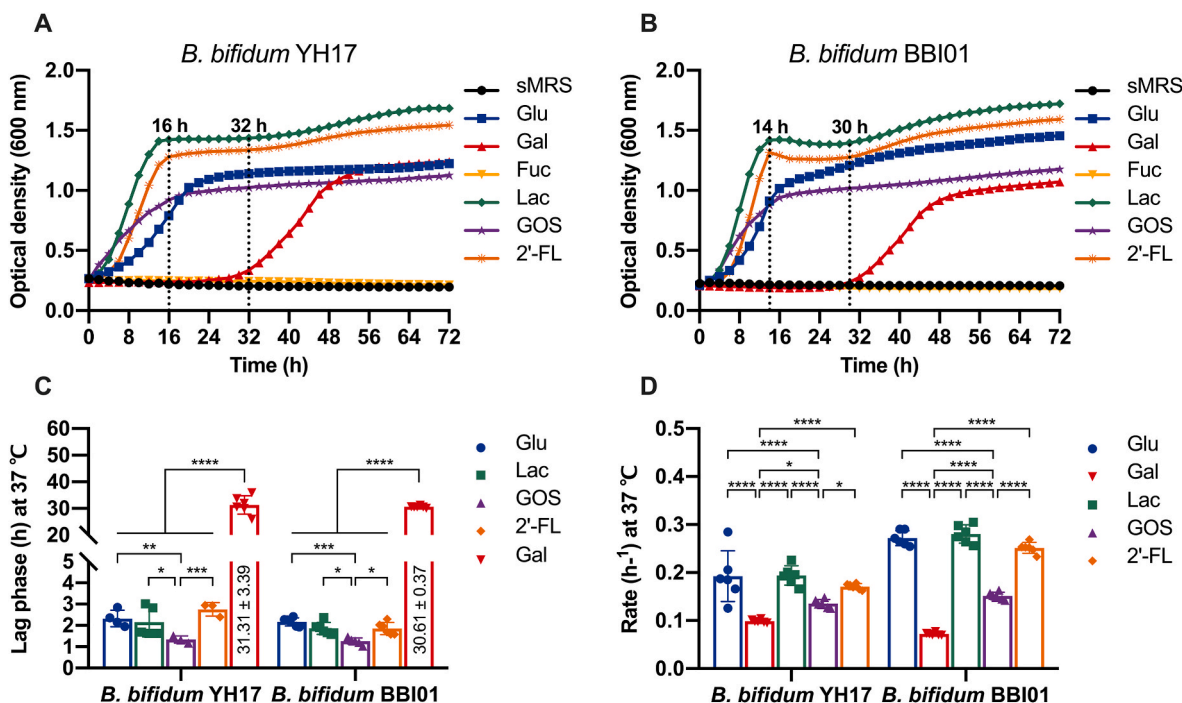 A
B. bifidum YH17
Optical density (600 nm)
2.0
1.5
1.0
0.5
0.0
16 h
32 h
0 8 16 24 32 40 48 56 64 72
Time (h)
sMRS
Glu
Gal
Fuc
Lac
GOS
2'-FL
B
B. bifidum BBI01
Optical density (600 nm)
2.0
1.5
1.0
0.5
0.0
14 h
30 h
0 8 16 24 32 40 48 56 64 72
Time (h)
sMRS
Glu
Gal
Fuc
Lac
GOS
2'-FL
C
Lag phase (h) at 37 ℃
60
50
40
30
20
5
4
3
2
1
0
**** ****
** ***
* *** * *
31.31 ± 3.39
30.61 ± 0.37
B. bifidum YH17 B. bifidum BBI01
Glu
Lac
GOS
2'-FL
Gal
D
Rate (h-1) at 37 ℃
0.5
0.4
0.3
0.2
0.1
0.0
**** ****
**** ****
* ****
**** **** **** * **** **** **** ****
B. bifidum YH17 B. bifidum BBI01
Glu
Gal
Lac
GOS
2'-FL